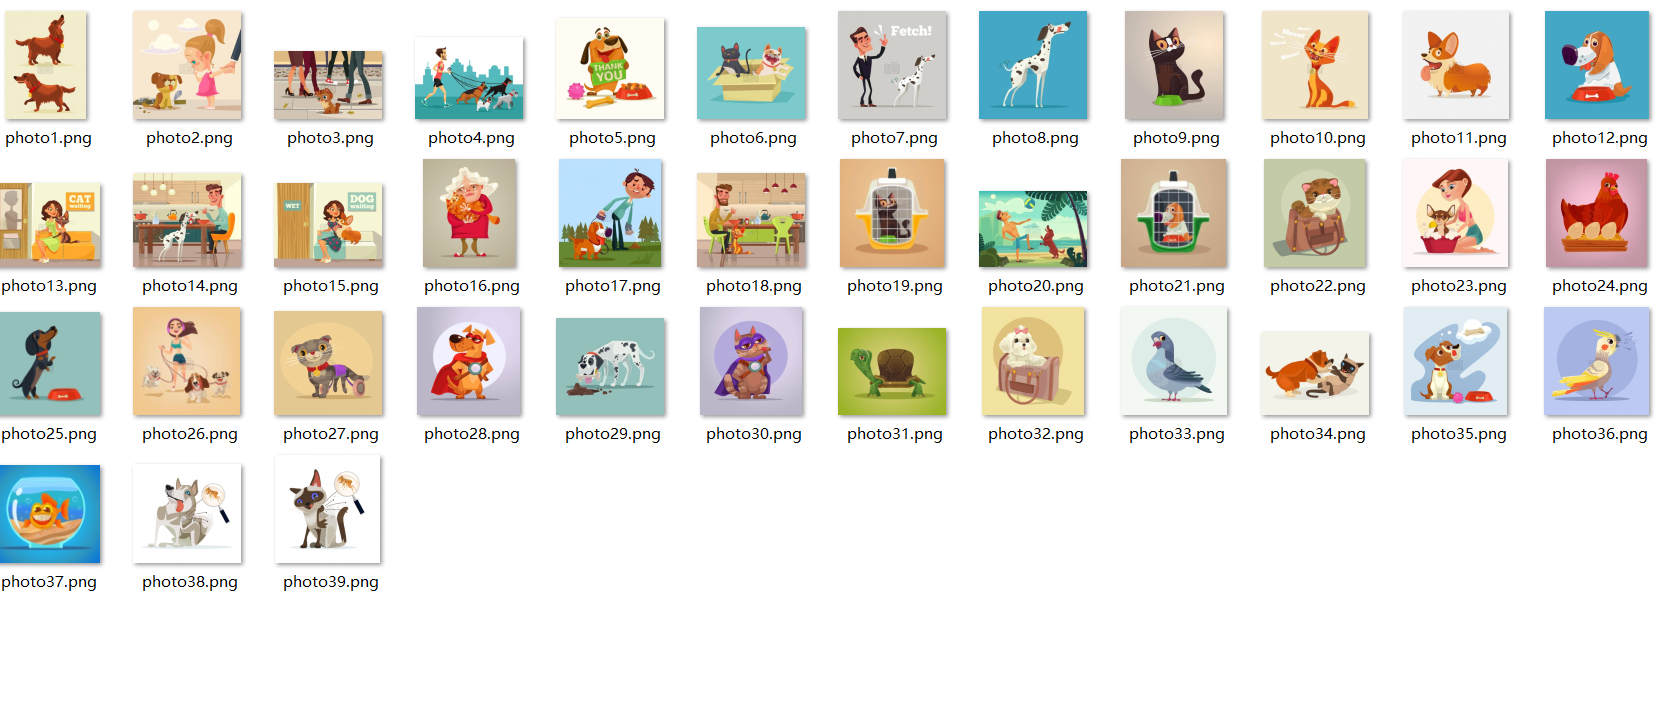 THANK
YOU
Fetch!
Meow!
photo1.png photo2.png photo3.png photo4.png photo5.png photo6.png photo7.png photo8.png photo9.png photo10.png photo11.png photo12.png
CAT
waiting
VET
DOG
waiting
photo13.png photo14.png photo15.png photo16.png photo17.png photo18.png photo19.png photo20.png photo21.png photo22.png photo23.png photo24.png
photo25.png photo26.png photo27.png photo28.png photo29.png photo30.png photo31.png photo32.png photo33.png photo34.png photo35.png photo36.png
photo37.png photo38.png photo39.png